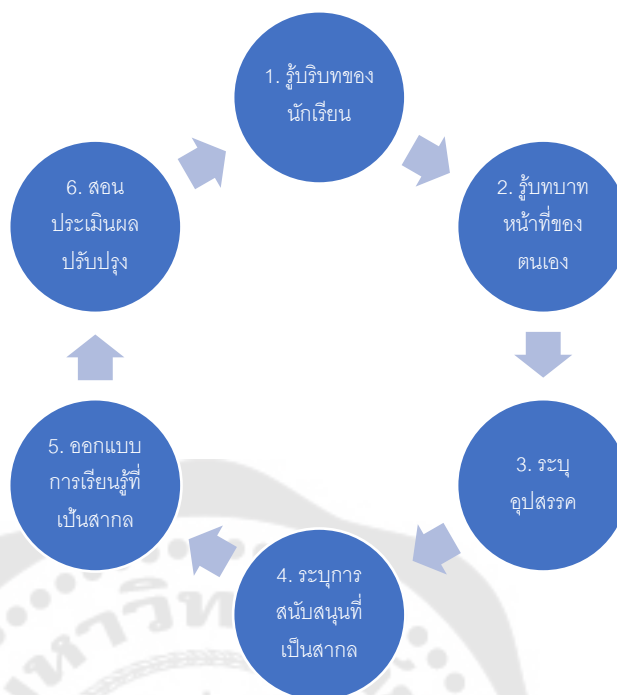 1. รู้บริบทของ
นักเรียน
2. รู้บทบาท
หน้าที่ของ
ตนเอง
3. ระบุ
อุปสรรค
4. ระบุการ
สนับสนุนที่
เป็นสากล
5. ออกแบบ
การเรียนรู้ที่
เป็นสากล
6. สอน
ประเมินผล
ปรับปรุง